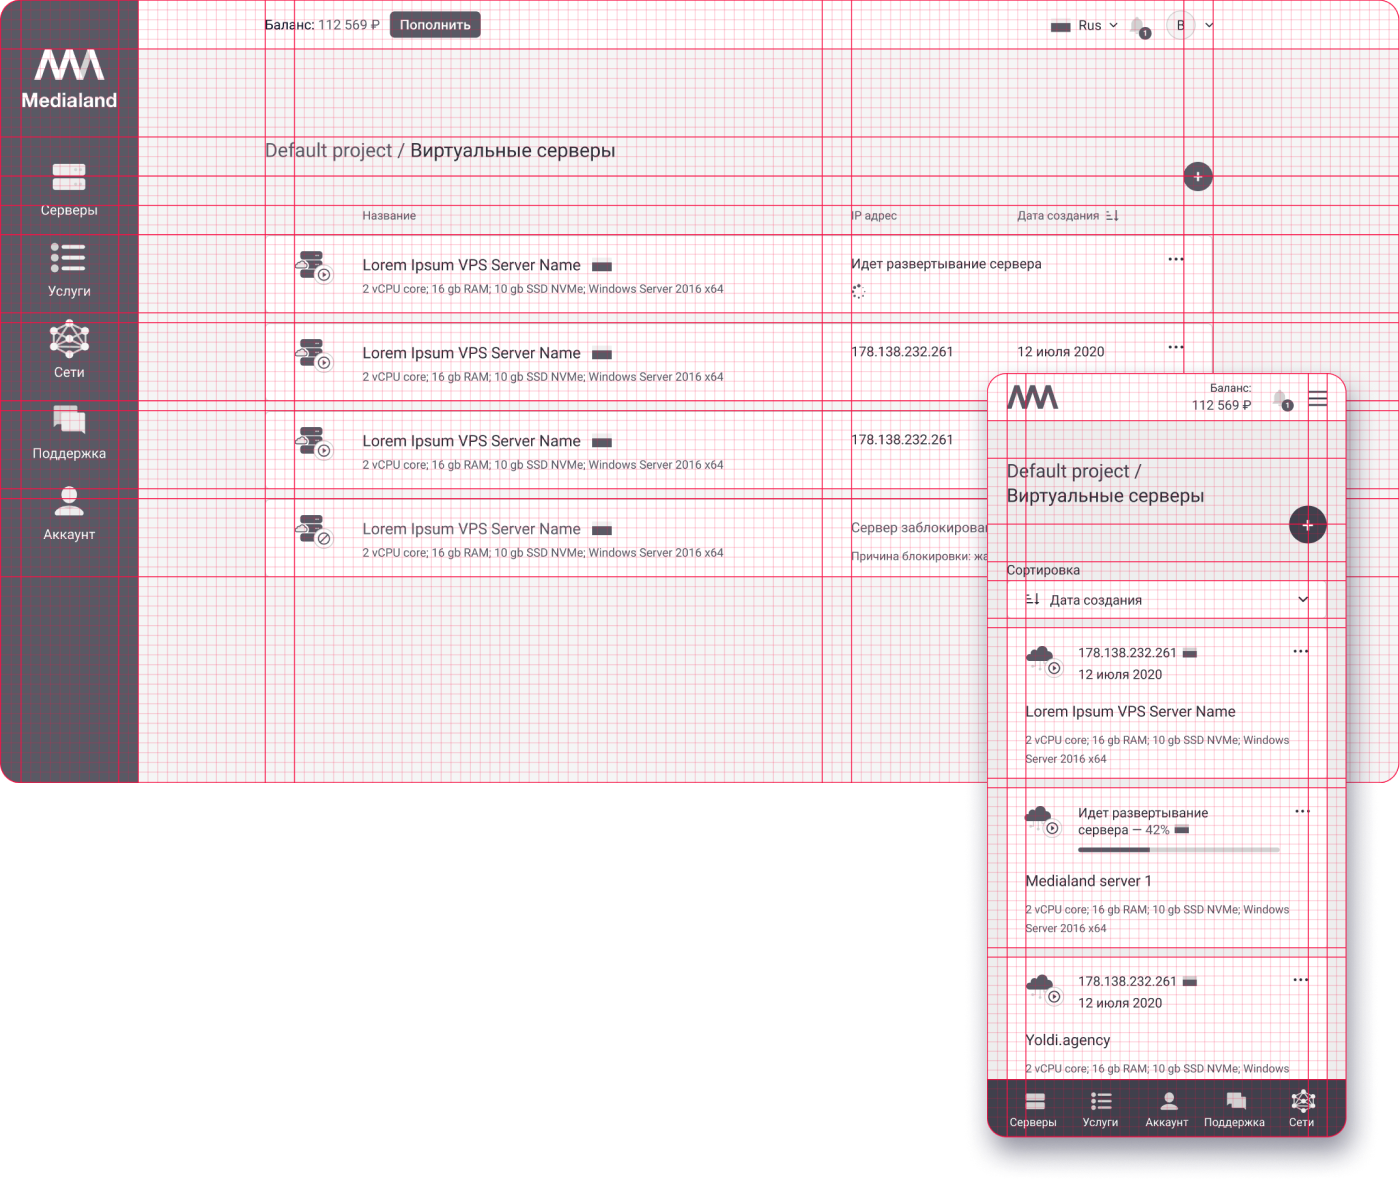 Баланс: 112 569 ₽ Пополнить Rus 1 B
Medialand
Серверы
Услуги
Сети
Поддержка
Аккаунт
Default project / Виртуальные серверы
+
Название IP адрес Дата создания
Lorem Ipsum VPS Server Name Идет развертывание сервера
2 vCPU core; 16 gb RAM; 10 gb SSD NVMe; Windows Server 2016 x64
Lorem Ipsum VPS Server Name 178.138.232.261 12 июля 2020
2 vCPU core; 16 gb RAM; 10 gb SSD NVMe; Windows Server 2016 x64
Lorem Ipsum VPS Server Name 178.138.232.261
2 vCPU core; 16 gb RAM; 10 gb SSD NVMe; Windows Server 2016 x64
Lorem Ipsum VPS Server Name Сервер заблокирова
2 vCPU core; 16 gb RAM; 10 gb SSD NVMe; Windows Server 2016 x64 Причина блокировки: жа
Баланс:
112 569 ₽ 1
Default project /
Виртуальные серверы
+
Сортировка
Дата создания
178.138.232.261
12 июля 2020
Lorem Ipsum VPS Server Name
2 vCPU core; 16 gb RAM; 10 gb SSD NVMe; Windows
Server 2016 x64
Идет развертывание
сервера — 42%
Medialand server 1
2 vCPU core; 16 gb RAM; 10 gb SSD NVMe; Windows
Server 2016 x64
178.138.232.261
12 июля 2020
Yoldi.agency
2 vCPU core; 16 gb RAM; 10 gb SSD NVMe; Windows
Серверы Услуги Аккаунт Поддержка Сети